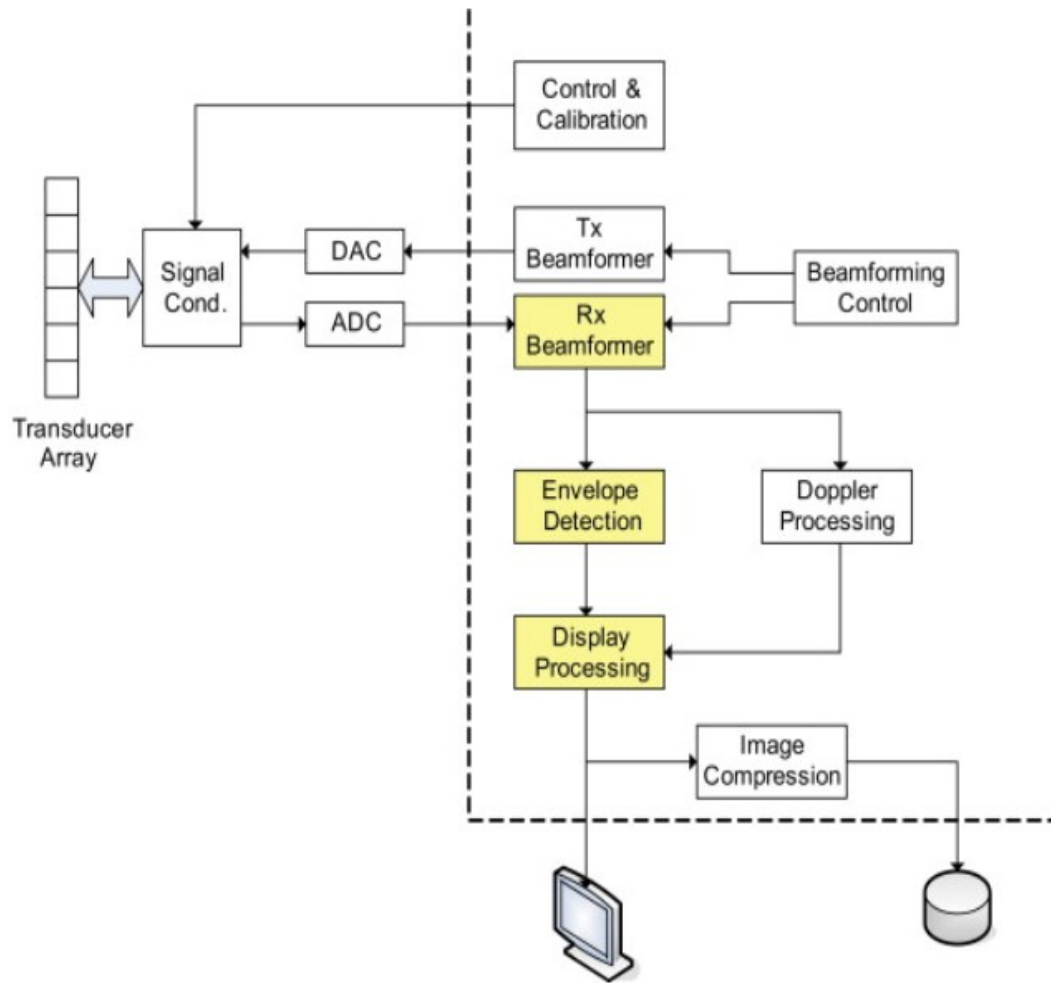 Control &
Calibration
Tx
Beamformer
DAC
Signal
Cond.
Beamforming
Control
ADC
Rx
Beamformer
Transducer
Array
Envelope
Detection
Doppler
Processing
Display
Processing
Image
Compression